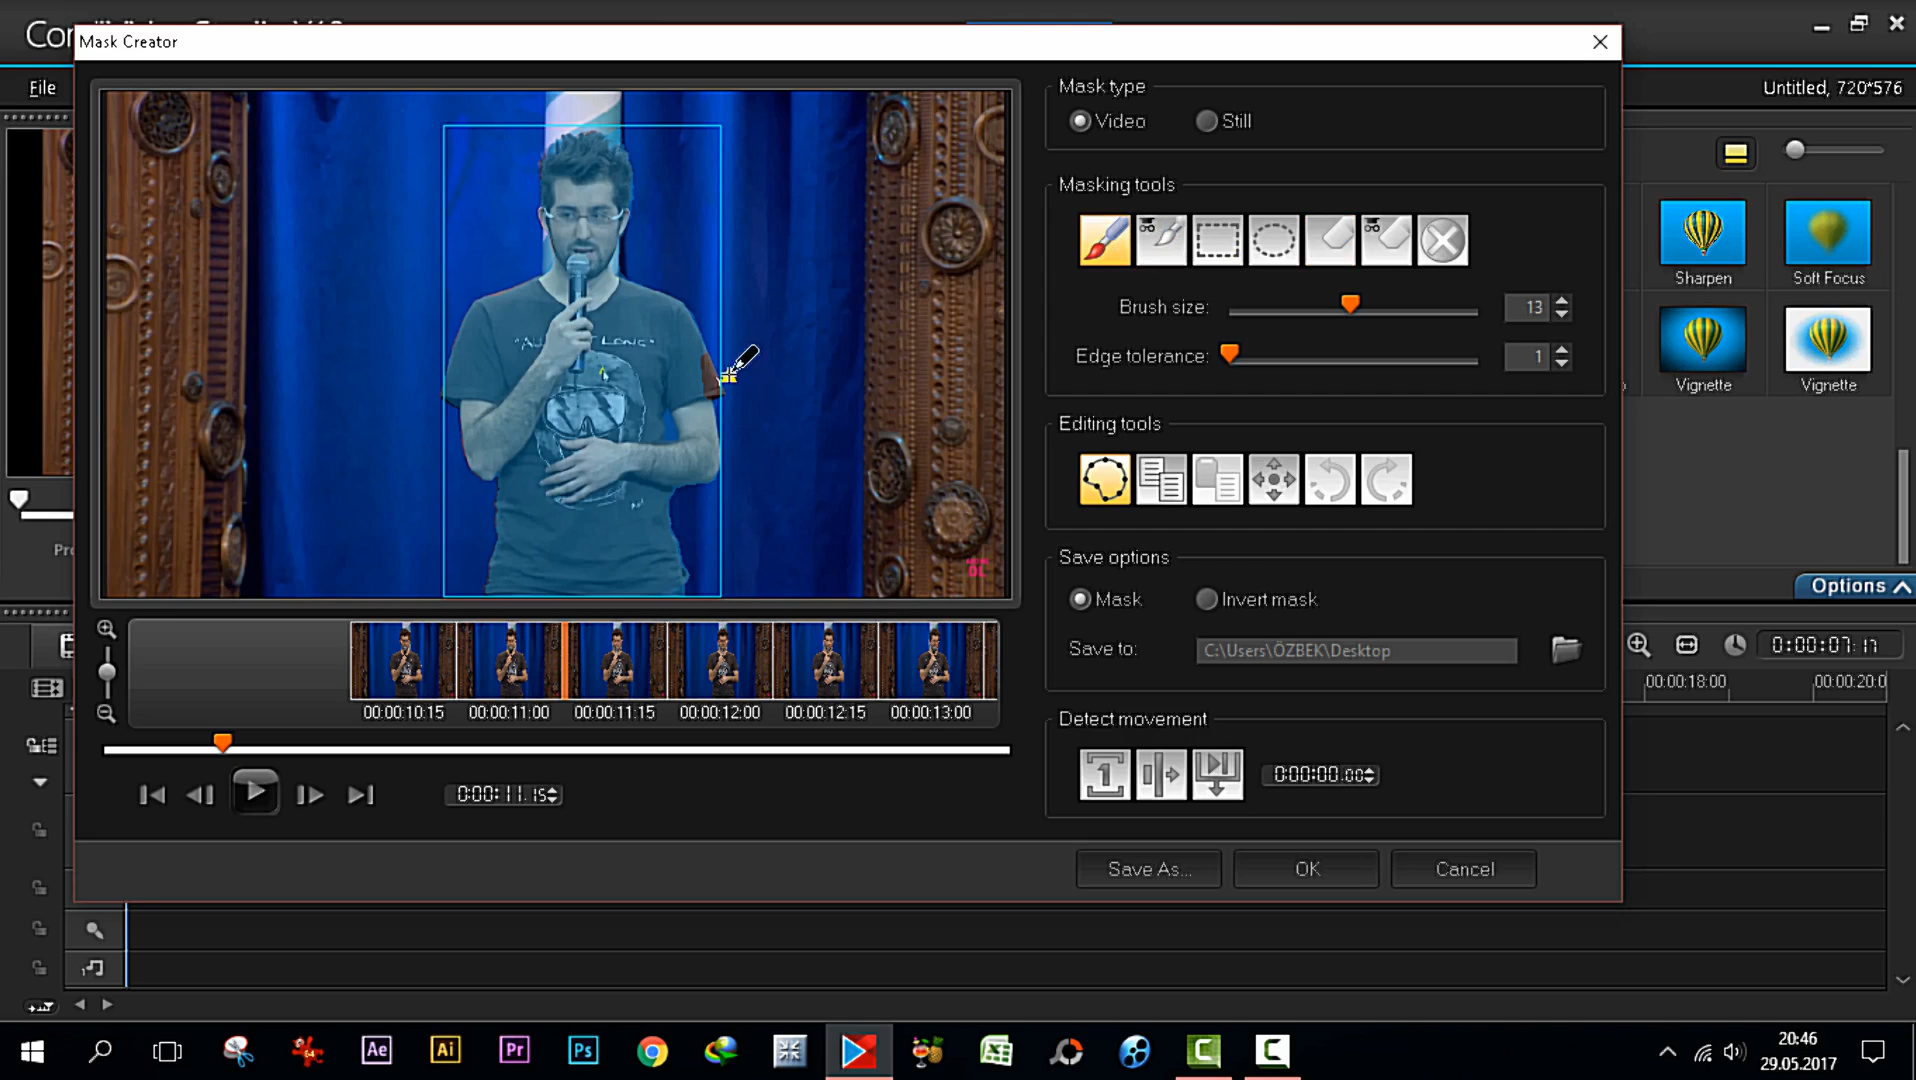 Mask Creator
File
Untitled, 720*576
Mask type
Video
Still
Masking tools
Brush size:
13
Edge tolerance:
1
Editing tools
Save options
Mask
Invert mask
Save to:
C:\Users\ÖZBEK\Desktop
Detect movement
1
0:00:00.00
Save As...
OK
Cancel
Sharpen
Soft Focus
Vignette
Vignette
Options
0:00:07:17
00:00:18:00
00:00:20:0
DL
00:00:10:15
00:00:11:00
00:00:11:15
00:00:12:00
00:00:12:15
00:00:13:00
0:00:11.15
Ae
Ai
Pr
Ps
20:46
29.05.2017